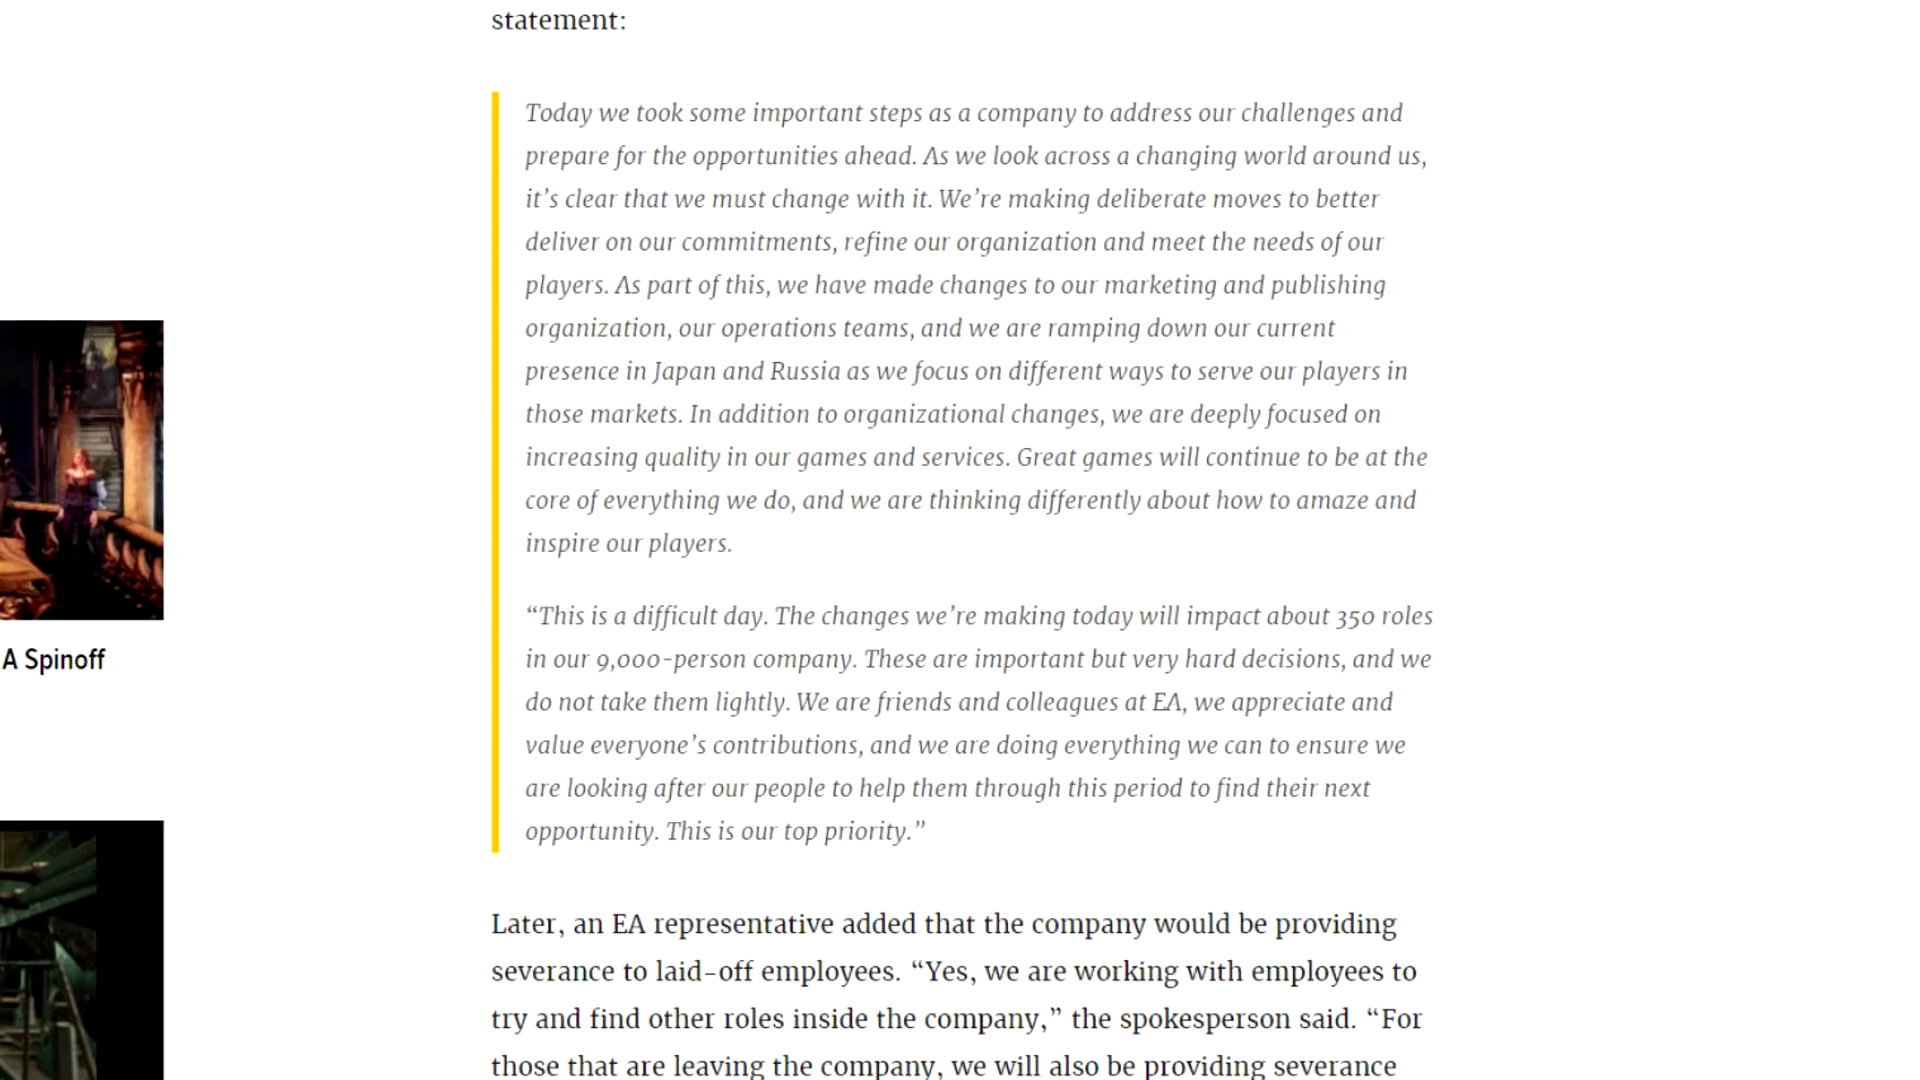 statement:
Today we took some important steps as a company to address our challenges and
prepare for the opportunities ahead. As we look across a changing world around us,
it’s clear that we must change with it. We’re making deliberate moves to better
deliver on our commitments, refine our organization and meet the needs of our
players. As part of this, we have made changes to our marketing and publishing
organization, our operations teams, and we are ramping down our current
presence in Japan and Russia as we focus on different ways to serve our players in
those markets. In addition to organizational changes, we are deeply focused on
increasing quality in our games and services. Great games will continue to be at the
core of everything we do, and we are thinking differently about how to amaze and
inspire our players.
“This is a difficult day. The changes we’re making today will impact about 350 roles
in our 9,000-person company. These are important but very hard decisions, and we
do not take them lightly. We are friends and colleagues at EA, we appreciate and
value everyone’s contributions, and we are doing everything we can to ensure we
are looking after our people to help them through this period to find their next
opportunity. This is our top priority.”
Later, an EA representative added that the company would be providing
severance to laid-off employees. “Yes, we are working with employees to
try and find other roles inside the company,” the spokesperson said. “For
those that are leaving the company, we will also be providing severance
A Spinoff